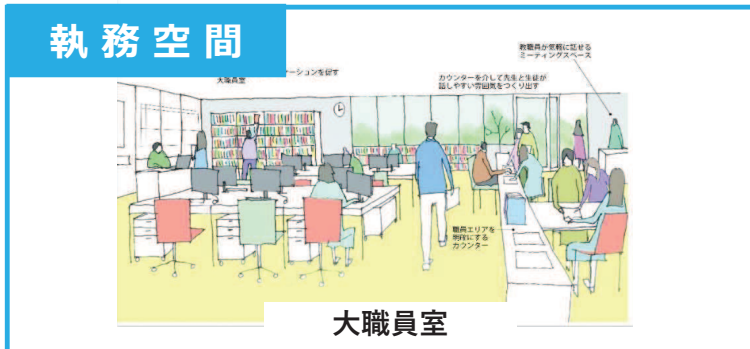 執務空間
ーションを促す
大職員室
教職員が気軽に話せる
ミーティングスペース
カウンターを介して先生と生徒が
話しやすい雰囲気をつくり出す
職員エリアを
明確にする
カウンター
大職員室